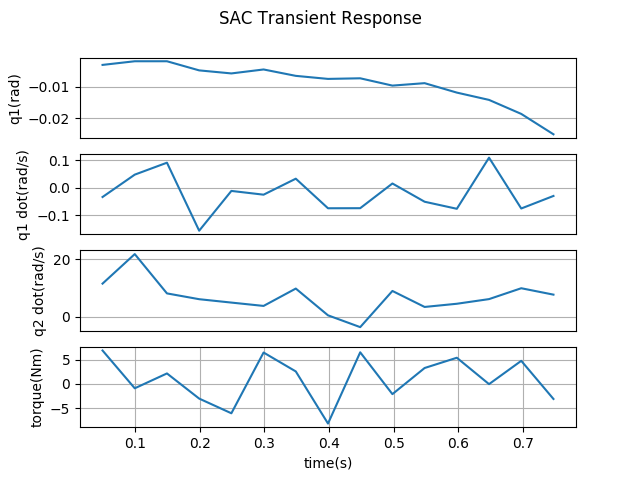 SAC Transient Response
q1(rad)
−0.01
−0.02
q1 dot(rad/s)
0.1
0.0
−0.1
q2 dot(rad/s)
20
0
torque(Nm)
5
0
−5
0.1 0.2 0.3 0.4 0.5 0.6 0.7
time(s)